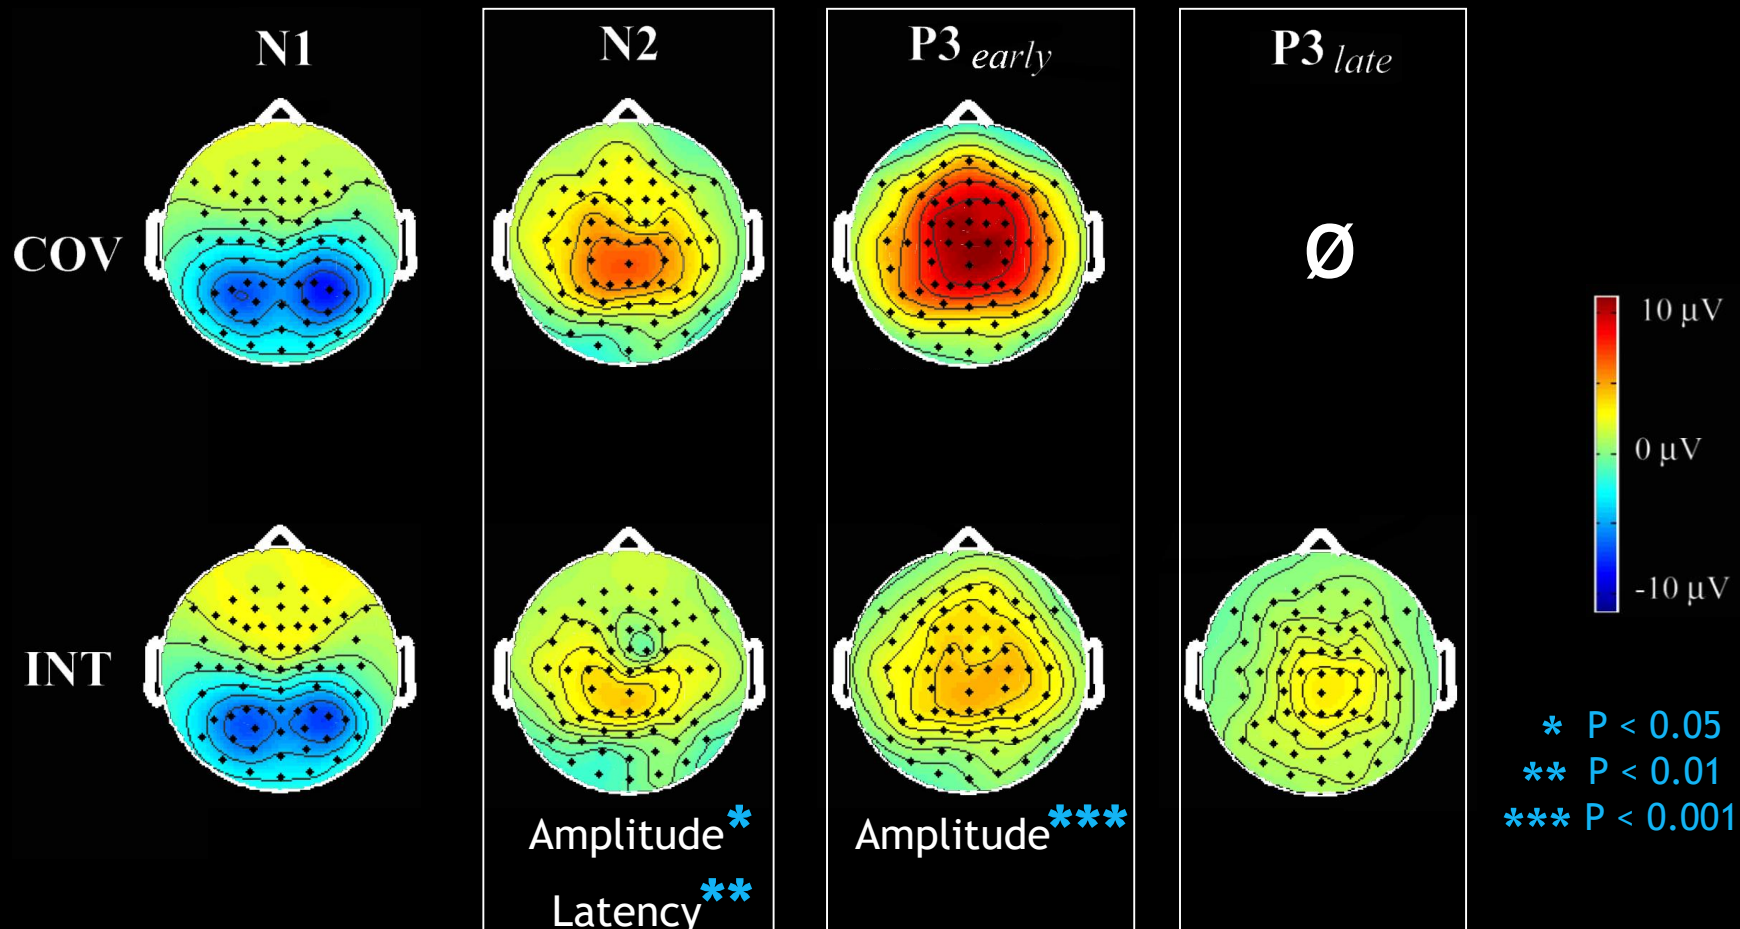 N1
N2
P3 early
P3 late
COV
Ø
10 µV
0 µV
-10 µV
INT
* P < 0.05
** P < 0.01
*** P < 0.001
Amplitude*
Latency**
Amplitude***